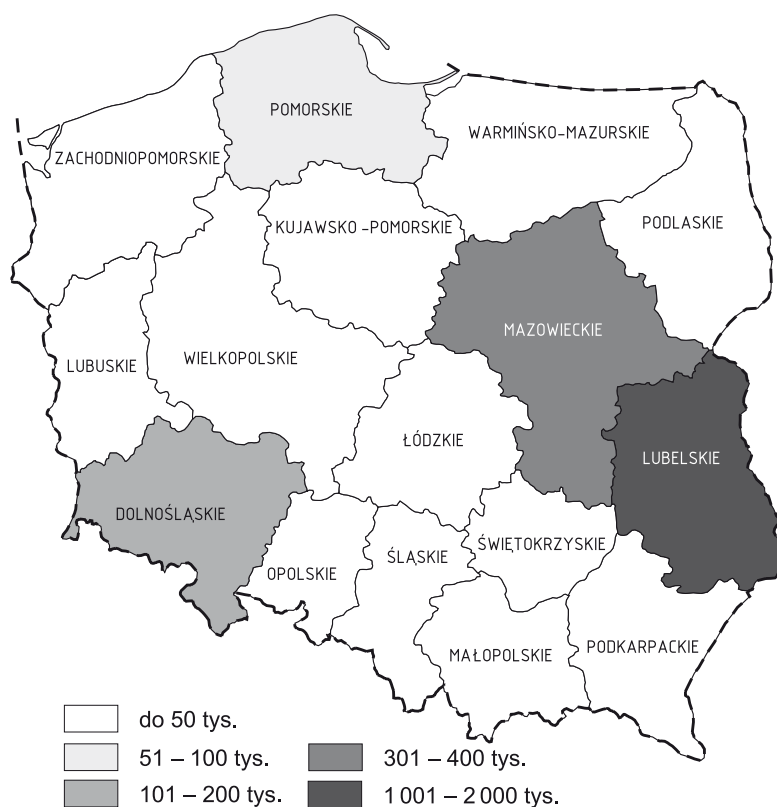 POMORSKIE
WARMIŃSKO-MAZURSKIE
ZACHODNIOPOMORSKIE
KUJAWSKO -POMORSKIE
PODLASKIE
MAZOWIECKIE
LUBUSKIE
WIELKOPOLSKIE
ŁÓDZKIE
LUBELSKIE
DOLNOŚLĄSKIE
ŚWIĘTOKRZYSKIE
ŚLĄSKIE
OPOLSKIE
PODKARPACKIE
MAŁOPOLSKIE
do 50 tys.
51 – 100 tys.
301 – 400 tys.
101 – 200 tys.
1 001 – 2 000 tys.